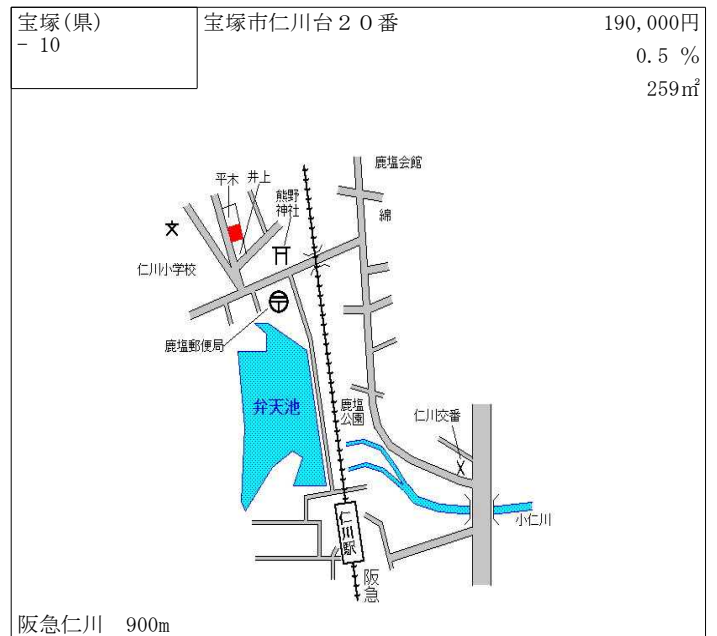 宝塚(県)
- 10
宝塚市仁川台２０番
190,000円
0.5 %
259㎡
鹿塩会館
平木
井上
熊野
神社
綿
仁川小学校
鹿塩郵便局
弁天池
鹿塩
公園
仁川交番
小仁川
仁川駅
阪急
阪急仁川 900m